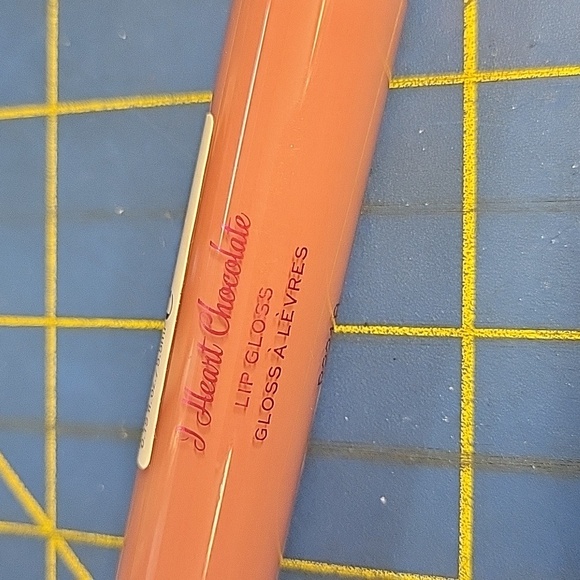 I Heart Chocolate
LIP GLOSS
GLOSS À LÈVRES